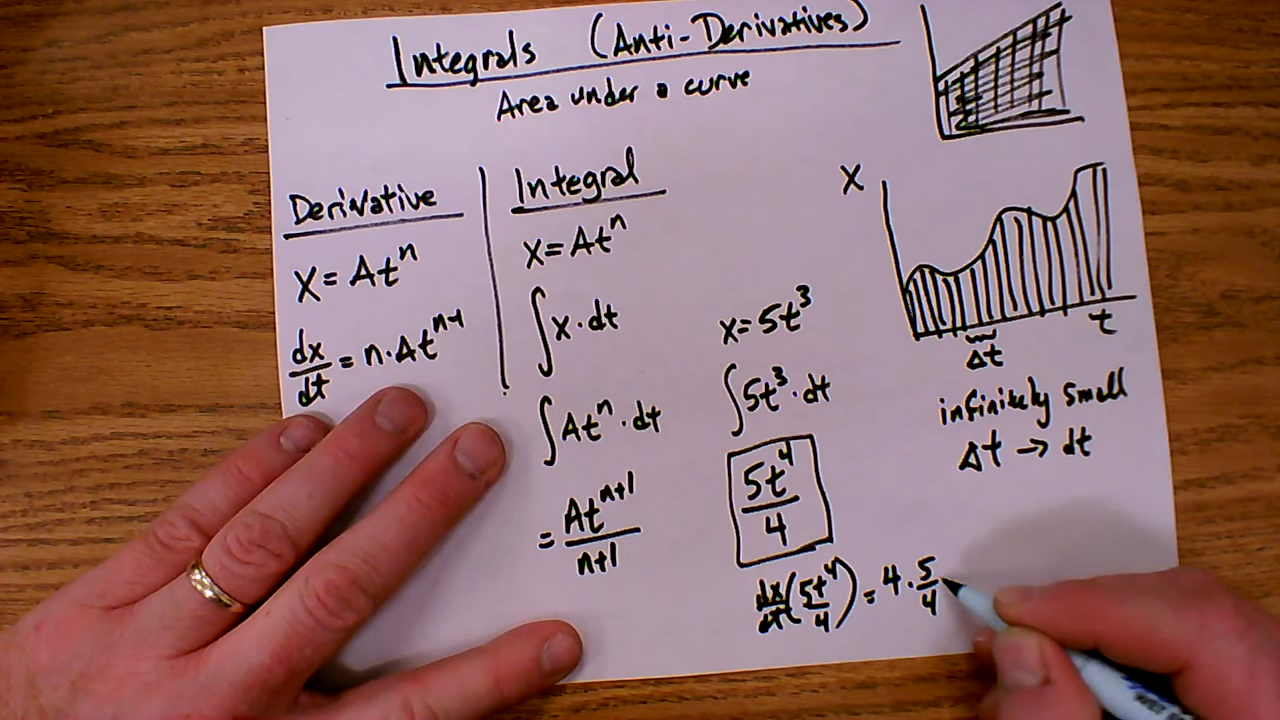 Integrals (Anti-Derivatives)
Area under a curve
Derivative
x = At^n
dx/dt = n · At^(n-1)
Integral
x = At^n
∫ x · dt
∫ At^n · dt
= At^(n+1)/(n+1)
x = 5t^3
∫ 5t^3 · dt
5t^4/4
dx/dt (5t^4/4) = 4 · 5/4
X
t
Δt
infinitely small
Δt → dt